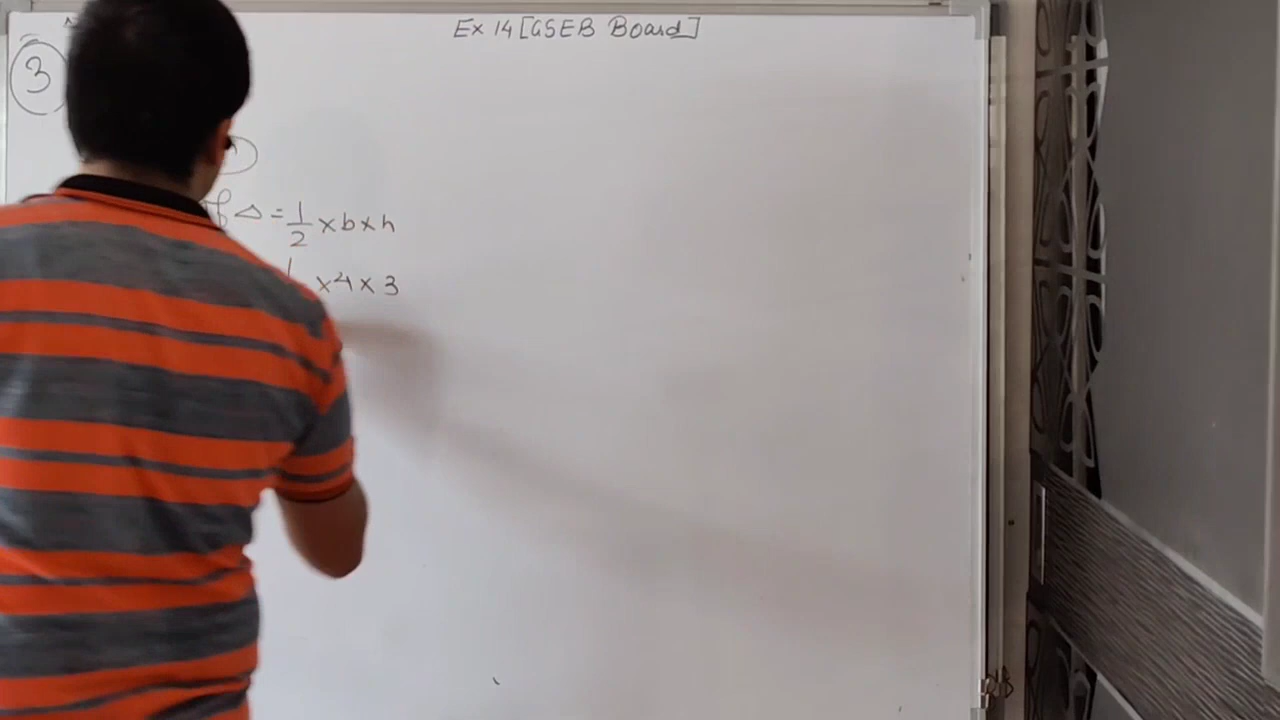 Ex 14 [GSEB Board]
3
f △ = 1/2 × b × h
× 4 × 3